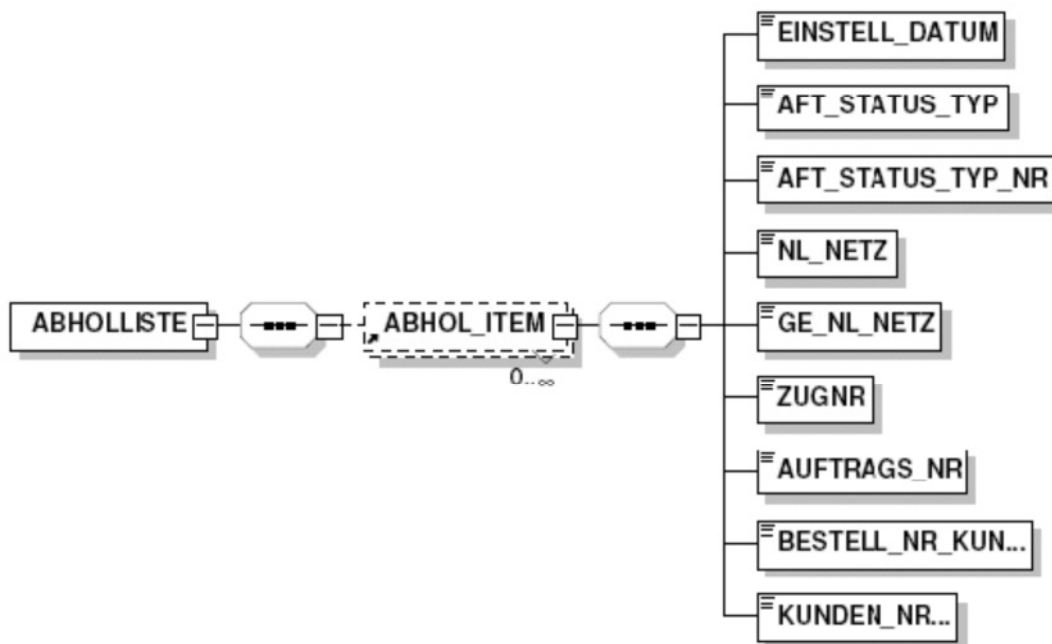 EINSTELL_DATUM
AFT_STATUS_TYP
AFT_STATUS_TYP_NR
NL_NETZ
ABHOLLISTE
ABHOL_ITEM
0..∞
GE_NL_NETZ
ZUGNR
AUFTRAGS_NR
BESTELL_NR_KUN...
KUNDEN_NR...